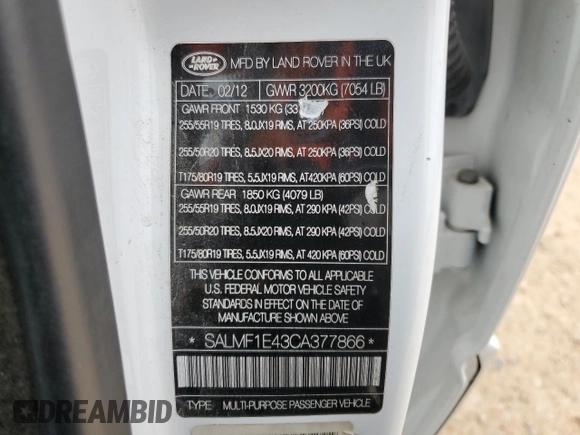 LAND ROVER
MFD BY LAND ROVER IN THE UK
DATE: 02/12 GVWR 3200KG (7054 LB)
GAWR FRONT 1530 KG (33
255/55R19 TIRES, 8.0JX19 RIMS, AT 250KPA (36PSI) COLD
255/50R20 TIRES, 8.5JX20 RIMS, AT 250KPA (36PSI) COLD
T175/80R19 TIRES, 5.5JX19 RIMS, AT420KPA (60PSI) COLD
GAWR REAR 1850 KG (4079 LB)
255/55R19 TIRES, 8.0JX19 RIMS, AT 290 KPA (42PSI) COLD
255/50R20 TIRES, 8.5JX20 RIMS, AT 290 KPA (42PSI) COLD
T175/80R19 TIRES, 5.5JX19 RIMS, AT 420 KPA (60PSI) COLD
THIS VEHICLE CONFORMS TO ALL APPLICABLE
U.S. FEDERAL MOTOR VEHICLE SAFETY
STANDARDS IN EFFECT ON THE DATE OF
MANUFACTURE SHOWN ABOVE.
* SALMF1E43CA377866 *
TYPE: MULTI-PURPOSE PASSENGER VEHICLE
DREAMBID